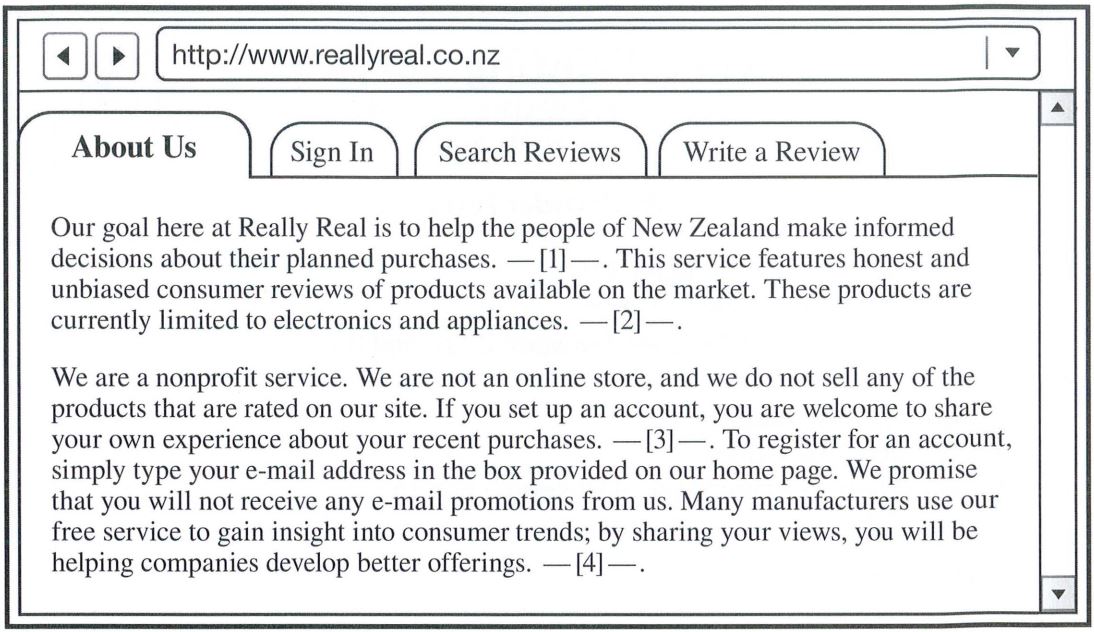 http://www.reallyreal.co.nz
About Us
Sign In
Search Reviews
Write a Review
Our goal here at Really Real is to help the people of New Zealand make informed
decisions about their planned purchases. —[1]—. This service features honest and
unbiased consumer reviews of products available on the market. These products are
currently limited to electronics and appliances. —[2]—.
We are a nonprofit service. We are not an online store, and we do not sell any of the
products that are rated on our site. If you set up an account, you are welcome to share
your own experience about your recent purchases. —[3]—. To register for an account,
simply type your e-mail address in the box provided on our home page. We promise
that you will not receive any e-mail promotions from us. Many manufacturers use our
free service to gain insight into consumer trends; by sharing your views, you will be
helping companies develop better offerings. —[4]—.